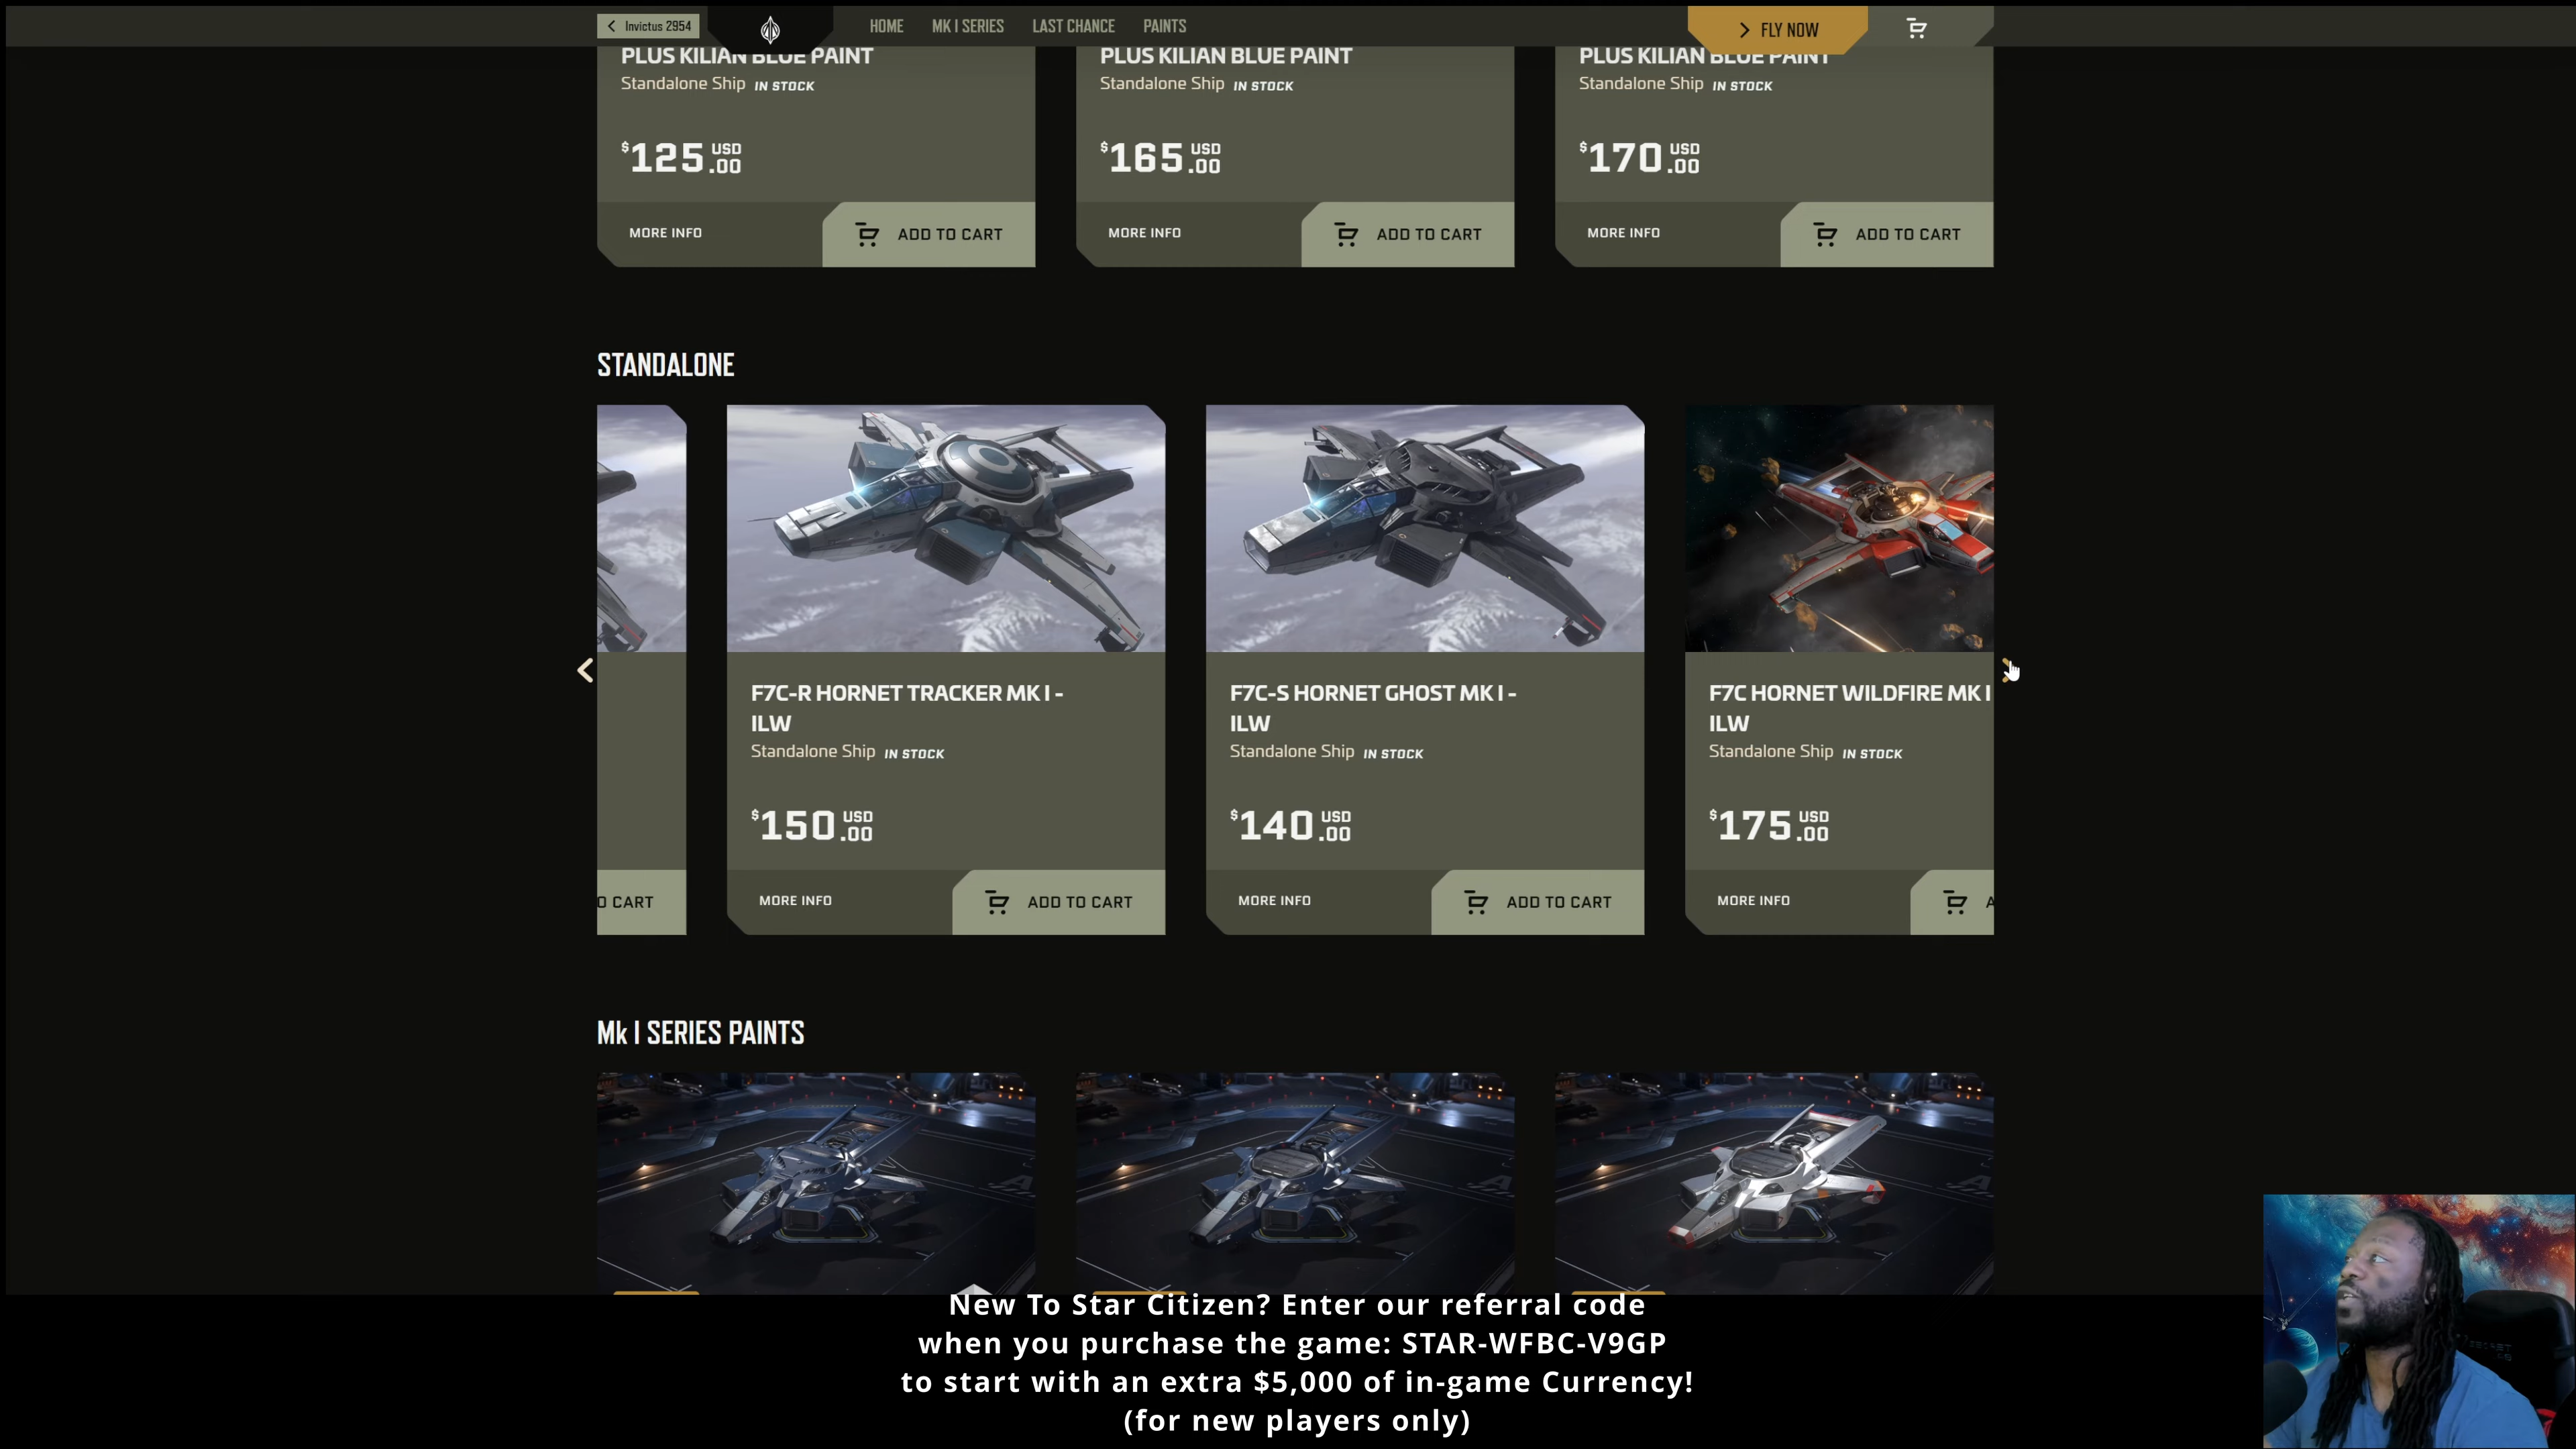 Invictus 2954
HOME
MK I SERIES
LAST CHANCE
PAINTS
FLY NOW
PLUS KILIAN BLUE PAINT
Standalone Ship IN STOCK
$125 USD .00
MORE INFO
ADD TO CART
PLUS KILIAN BLUE PAINT
Standalone Ship IN STOCK
$165 USD .00
MORE INFO
ADD TO CART
PLUS KILIAN BLUE PAINT
Standalone Ship IN STOCK
$170 USD .00
MORE INFO
ADD TO CART
STANDALONE
O CART
F7C-R HORNET TRACKER MK I -
ILW
Standalone Ship IN STOCK
$150 USD .00
MORE INFO
ADD TO CART
F7C-S HORNET GHOST MK I -
ILW
Standalone Ship IN STOCK
$140 USD .00
MORE INFO
ADD TO CART
F7C HORNET WILDFIRE MK I
ILW
Standalone Ship IN STOCK
$175 USD .00
MORE INFO
A
Mk I SERIES PAINTS
New To Star Citizen? Enter our referral code
when you purchase the game: STAR-WFBC-V9GP
to start with an extra $5,000 of in-game Currency!
(for new players only)